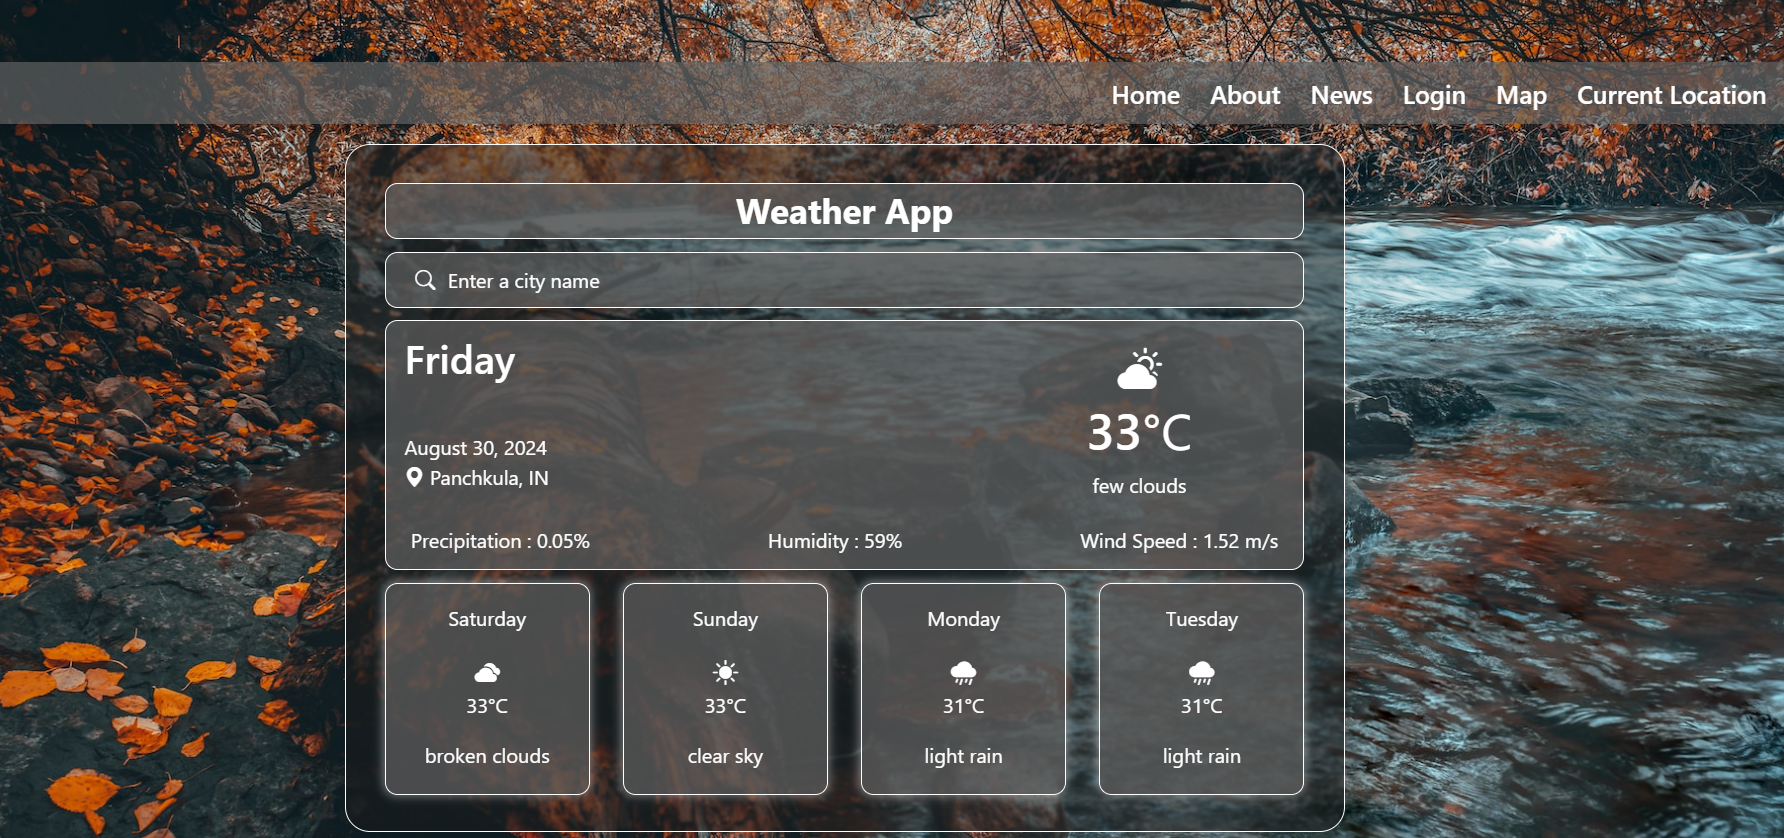 Home About News Login Map Current Location
Weather App
Enter a city name
Friday
August 30, 2024
Panchkula, IN
33°C
few clouds
Precipitation : 0.05% Humidity : 59% Wind Speed : 1.52 m/s
Saturday
33°C
broken clouds
Sunday
33°C
clear sky
Monday
31°C
light rain
Tuesday
31°C
light rain